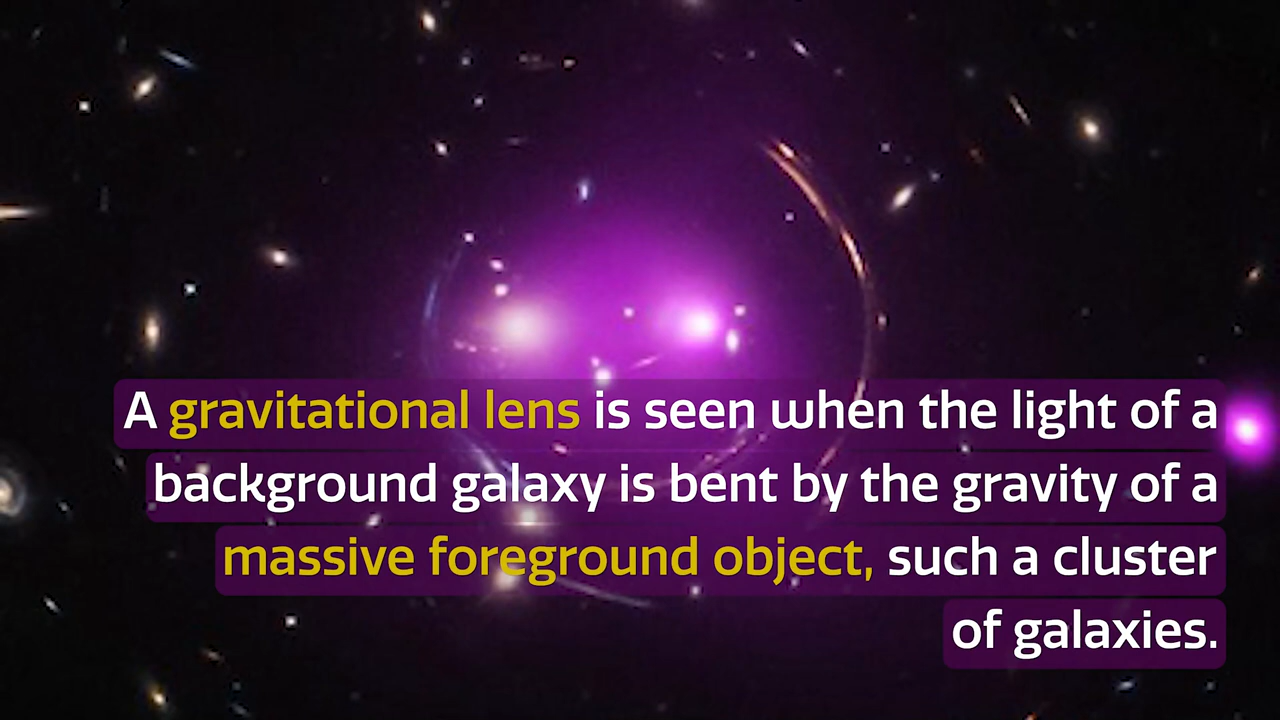 A gravitational lens is seen when the light of a
background galaxy is bent by the gravity of a
massive foreground object, such a cluster
of galaxies.